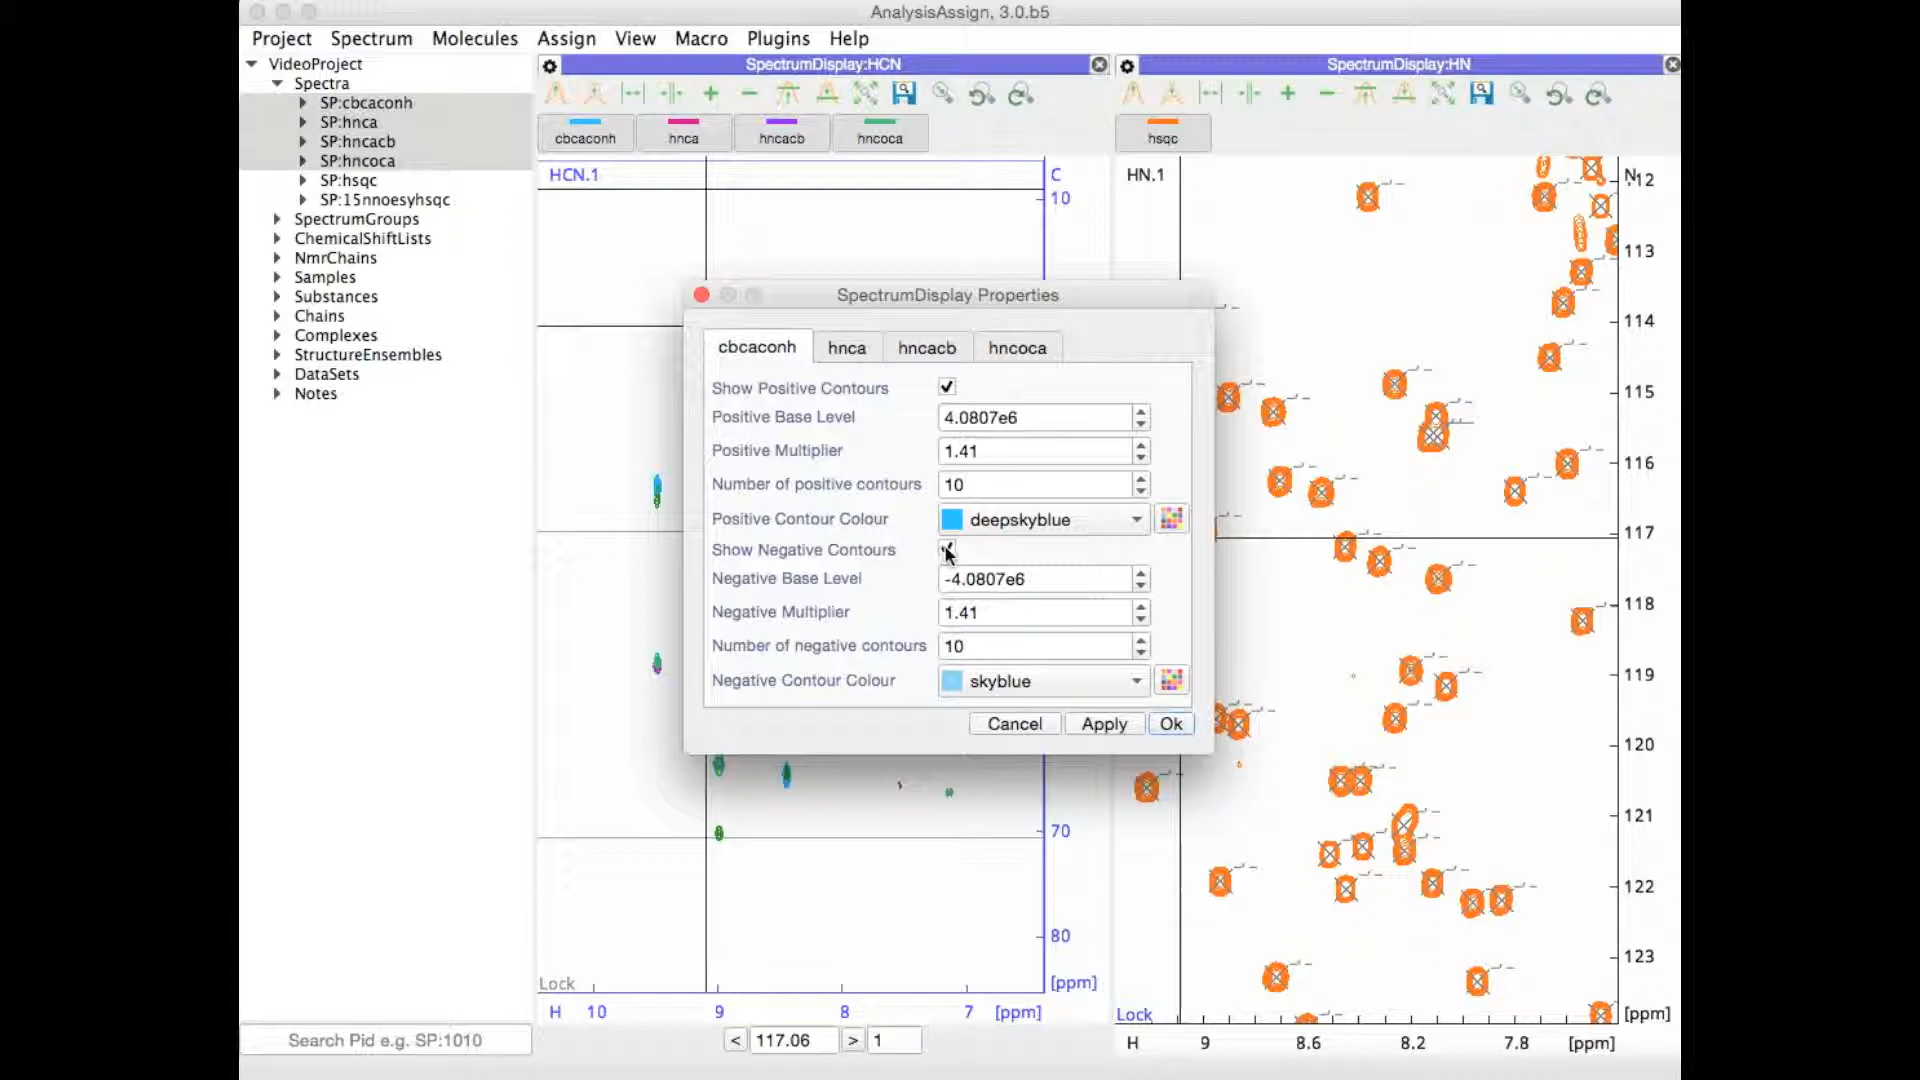 AnalysisAssign, 3.0.b5
Project Spectrum Molecules Assign View Macro Plugins Help
VideoProject
Spectra
SP:cbcaconh
SP:hnca
SP:hncacb
SP:hncoca
SP:hsqc
SP:15nnoesyhsqc
SpectrumGroups
ChemicalShiftLists
NmrChains
Samples
Substances
Chains
Complexes
StructureEnsembles
DataSets
Notes
Search Pid e.g. SP:1010
SpectrumDisplay:HCN
cbcaconh hnca hncacb hncoca
HCN.1
C
10
70
80
[ppm]
Lock
H 10 9 8 7 [ppm]
< 117.06 > 1
SpectrumDisplay Properties
cbcaconh hnca hncacb hncoca
Show Positive Contours
Positive Base Level 4.0807e6
Positive Multiplier 1.41
Number of positive contours 10
Positive Contour Colour deepskyblue
Show Negative Contours
Negative Base Level -4.0807e6
Negative Multiplier 1.41
Number of negative contours 10
Negative Contour Colour skyblue
Cancel Apply Ok
SpectrumDisplay:HN
hsqc
HN.1
N
112
113
114
115
116
117
118
119
120
121
122
123
[ppm]
Lock
H 9 8.6 8.2 7.8 [ppm]